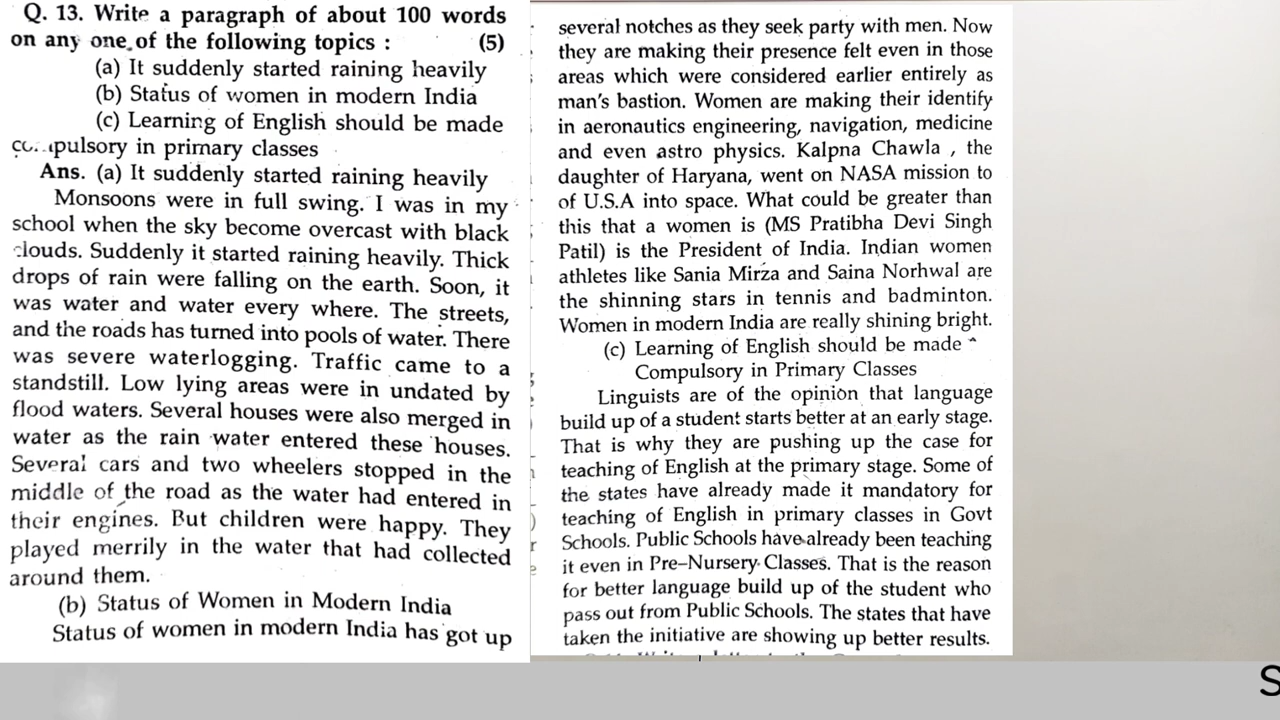 Q. 13. Write a paragraph of about 100 words
on any one of the following topics : (5)
(a) It suddenly started raining heavily
(b) Status of women in modern India
(c) Learning of English should be made
pulsory in primary classes
Ans. (a) It suddenly started raining heavily
Monsoons were in full swing. I was in my
school when the sky become overcast with black
clouds. Suddenly it started raining heavily. Thick
drops of rain were falling on the earth. Soon, it
was water and water every where. The streets,
and the roads has turned into pools of water. There
was severe waterlogging. Traffic came to a
standstill. Low lying areas were in undated by
flood waters. Several houses were also merged in
water as the rain water entered these houses.
Several cars and two wheelers stopped in the
middle of the road as the water had entered in
their engines. But children were happy. They
played merrily in the water that had collected
around them.
(b) Status of Women in Modern India
Status of women in modern India has got up
several notches as they seek party with men. Now
they are making their presence felt even in those
areas which were considered earlier entirely as
man's bastion. Women are making their identify
in aeronautics engineering, navigation, medicine
and even astro physics. Kalpna Chawla , the
daughter of Haryana, went on NASA mission to
of U.S.A into space. What could be greater than
this that a women is (MS Pratibha Devi Singh
Patil) is the President of India. Indian women
athletes like Sania Mirza and Saina Norhwal are
the shinning stars in tennis and badminton.
Women in modern India are really shining bright.
(c) Learning of English should be made
Compulsory in Primary Classes
Linguists are of the opinion that language
build up of a student starts better at an early stage.
That is why they are pushing up the case for
teaching of English at the primary stage. Some of
the states have already made it mandatory for
teaching of English in primary classes in Govt
Schools. Public Schools have already been teaching
it even in Pre–Nursery Classes. That is the reason
for better language build up of the student who
pass out from Public Schools. The states that have
taken the initiative are showing up better results.
S